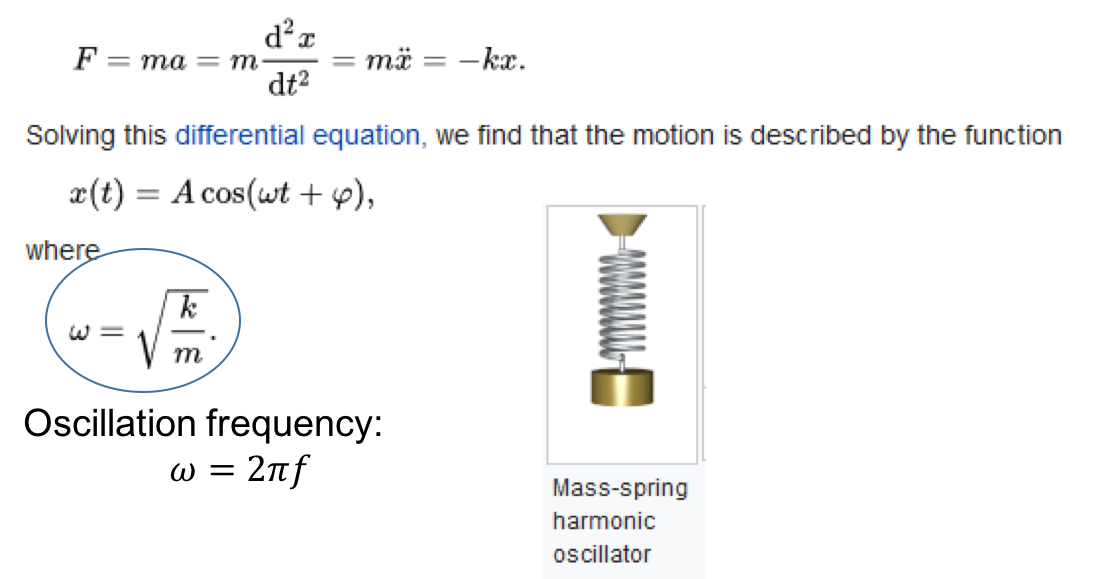 F = ma = m d²x/dt² = mẍ = −kx.
Solving this differential equation, we find that the motion is described by the function
x(t) = A cos(ωt + φ),
where
ω = √(k/m).
Oscillation frequency:
ω = 2πf
Mass-spring
harmonic
oscillator